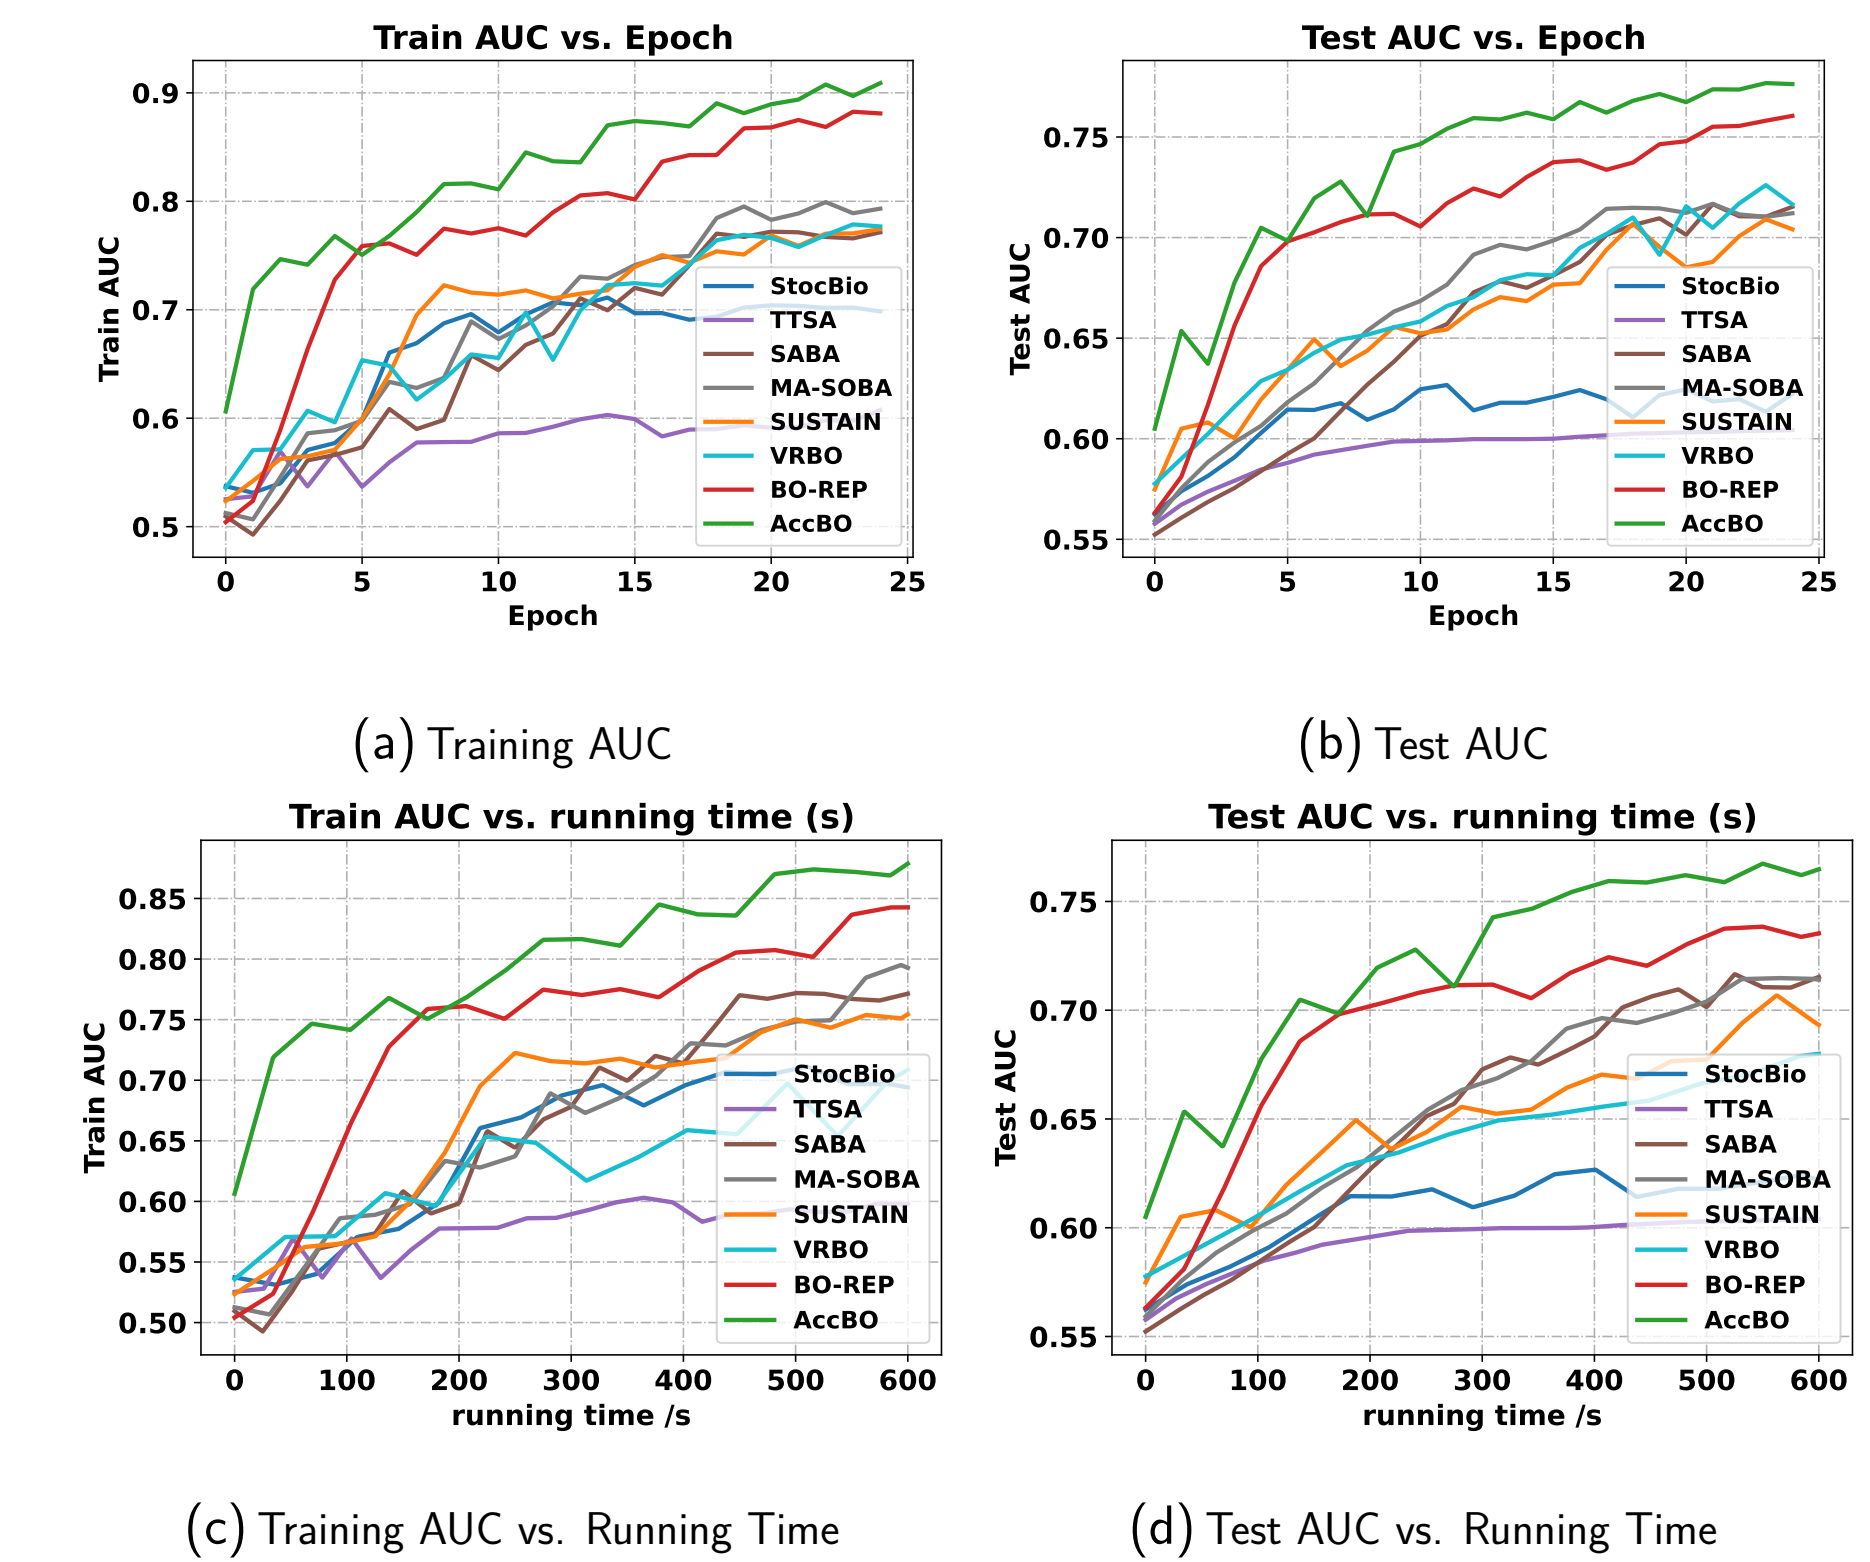 Train AUC vs. Epoch
Train AUC
0.9
0.8
0.7
0.6
0.5
StocBio
TTSA
SABA
MA-SOBA
SUSTAIN
VRBO
BO-REP
AccBO
0 5 10 15 20 25
Epoch
(a) Training AUC
Test AUC vs. Epoch
Test AUC
0.75
0.70
0.65
0.60
0.55
StocBio
TTSA
SABA
MA-SOBA
SUSTAIN
VRBO
BO-REP
AccBO
0 5 10 15 20 25
Epoch
(b) Test AUC
Train AUC vs. running time (s)
Train AUC
0.85
0.80
0.75
0.70
0.65
0.60
0.55
0.50
StocBio
TTSA
SABA
MA-SOBA
SUSTAIN
VRBO
BO-REP
AccBO
0 100 200 300 400 500 600
running time /s
(c) Training AUC vs. Running Time
Test AUC vs. running time (s)
Test AUC
0.75
0.70
0.65
0.60
0.55
StocBio
TTSA
SABA
MA-SOBA
SUSTAIN
VRBO
BO-REP
AccBO
0 100 200 300 400 500 600
running time /s
(d) Test AUC vs. Running Time